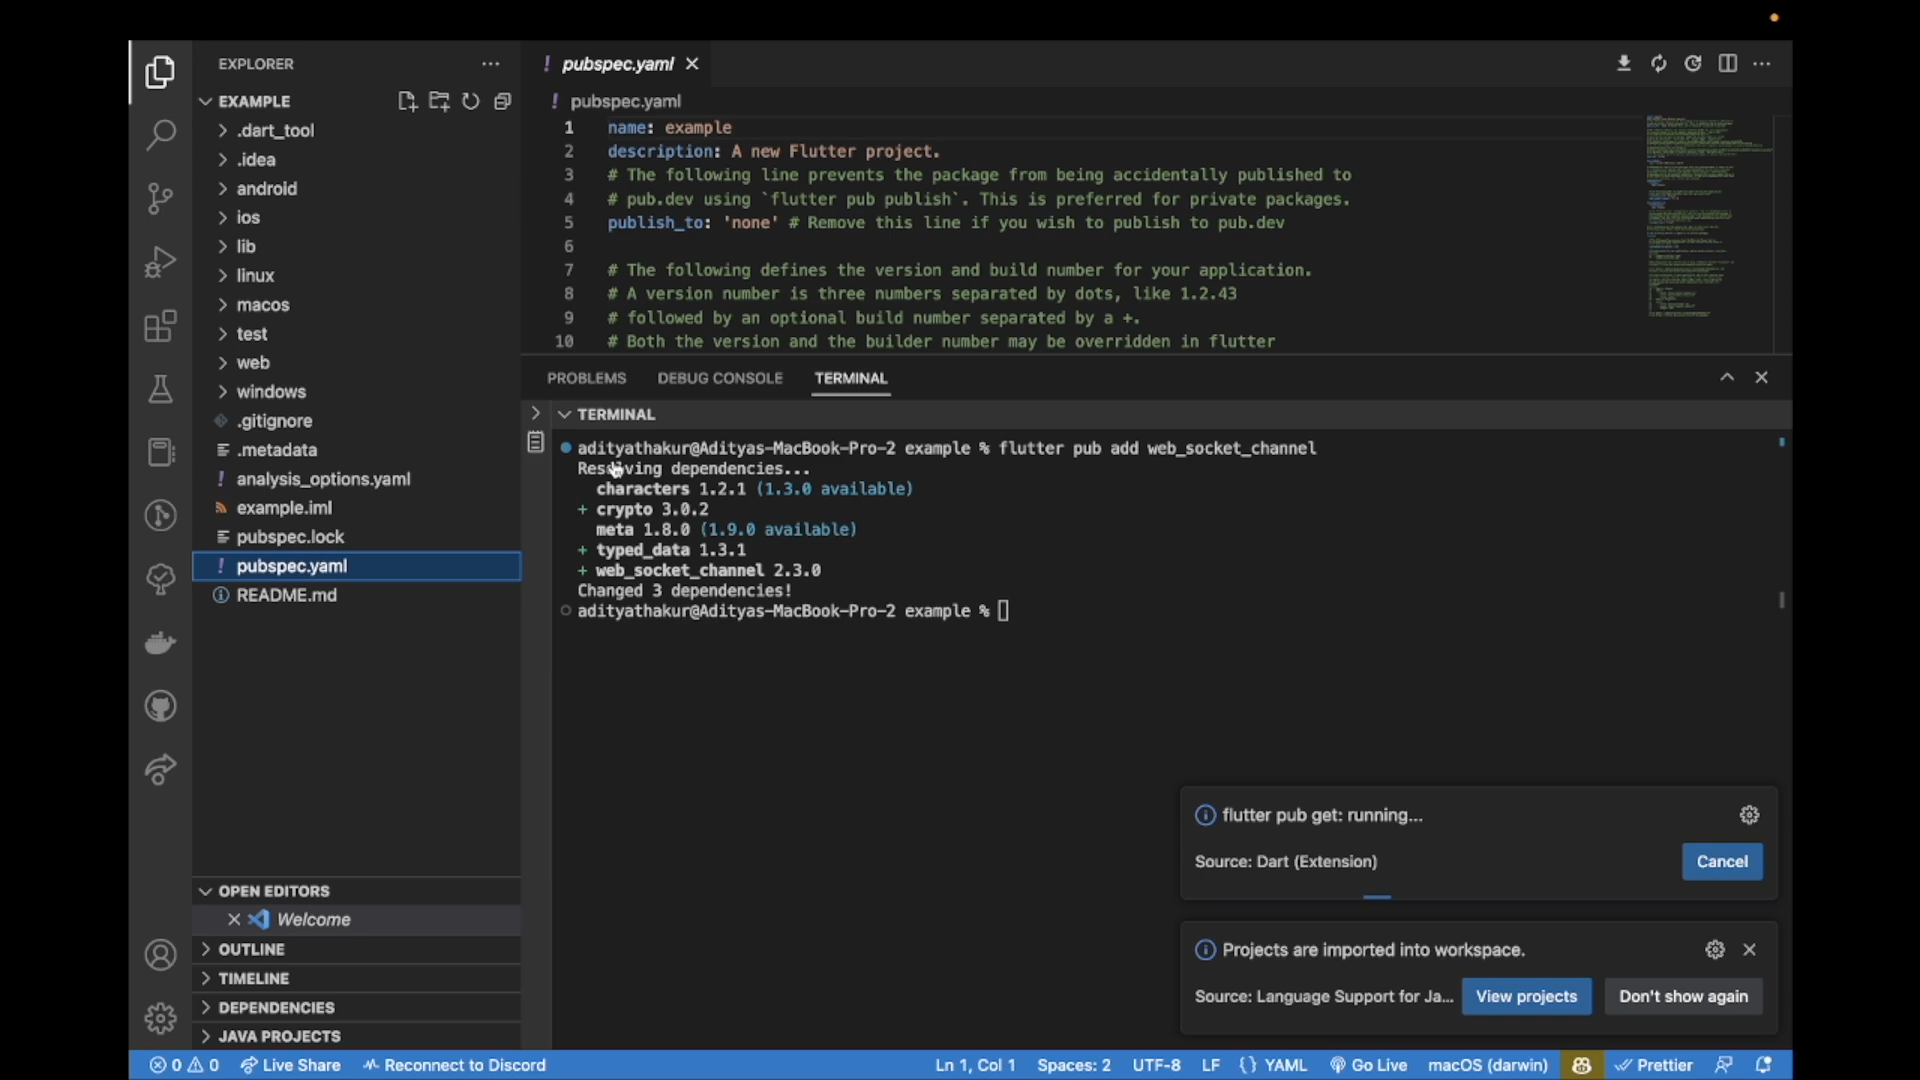 EXPLORER
EXAMPLE
.dart_tool
.idea
android
ios
lib
linux
macos
test
web
windows
.gitignore
.metadata
analysis_options.yaml
example.iml
pubspec.lock
pubspec.yaml
README.md
OPEN EDITORS
Welcome
OUTLINE
TIMELINE
DEPENDENCIES
JAVA PROJECTS
! pubspec.yaml
! pubspec.yaml
1 name: example
2 description: A new Flutter project.
3 # The following line prevents the package from being accidentally published to
4 # pub.dev using `flutter pub publish`. This is preferred for private packages.
5 publish_to: 'none' # Remove this line if you wish to publish to pub.dev
6
7 # The following defines the version and build number for your application.
8 # A version number is three numbers separated by dots, like 1.2.43
9 # followed by an optional build number separated by a +.
10 # Both the version and the builder number may be overridden in flutter
PROBLEMS DEBUG CONSOLE TERMINAL
TERMINAL
adityathakur@Adityas-MacBook-Pro-2 example % flutter pub add web_socket_channel
Resolving dependencies...
characters 1.2.1 (1.3.0 available)
+ crypto 3.0.2
meta 1.8.0 (1.9.0 available)
+ typed_data 1.3.1
+ web_socket_channel 2.3.0
Changed 3 dependencies!
adityathakur@Adityas-MacBook-Pro-2 example %
flutter pub get: running...
Source: Dart (Extension) Cancel
Projects are imported into workspace.
Source: Language Support for Ja... View projects Don't show again
0 0 Live Share Reconnect to Discord Ln 1, Col 1 Spaces: 2 UTF-8 LF {} YAML Go Live macOS (darwin) Prettier